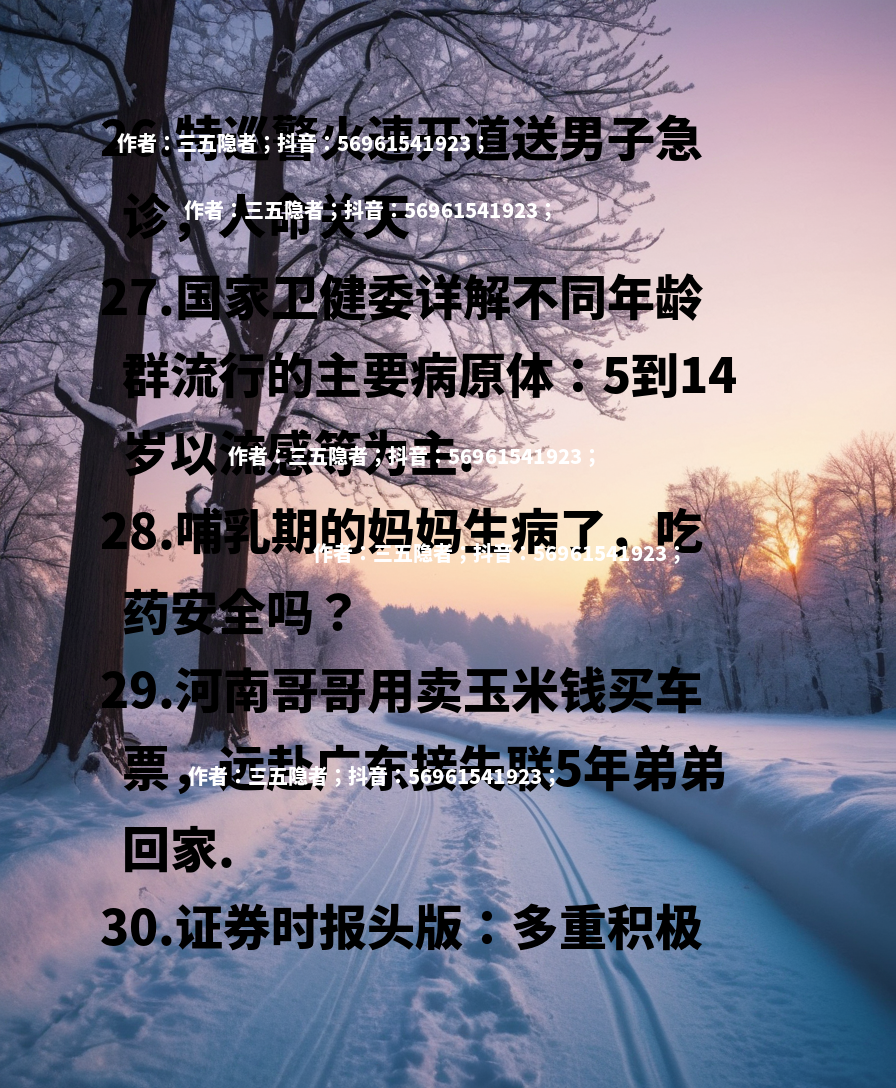 26.特巡警火速开道送男子急
作者：三五隐者；抖音：56961541923；
诊，人命关天
作者：三五隐者；抖音：56961541923；
27.国家卫健委详解不同年龄
群流行的主要病原体：5到14
岁以流感等为主.
作者：三五隐者；抖音：56961541923；
28.哺乳期的妈妈生病了，吃
作者：三五隐者；抖音：56961541923；
药安全吗？
29.河南哥哥用卖玉米钱买车
票，远赴广东接失联5年弟弟
作者：三五隐者；抖音：56961541923；
回家.
30.证券时报头版：多重积极